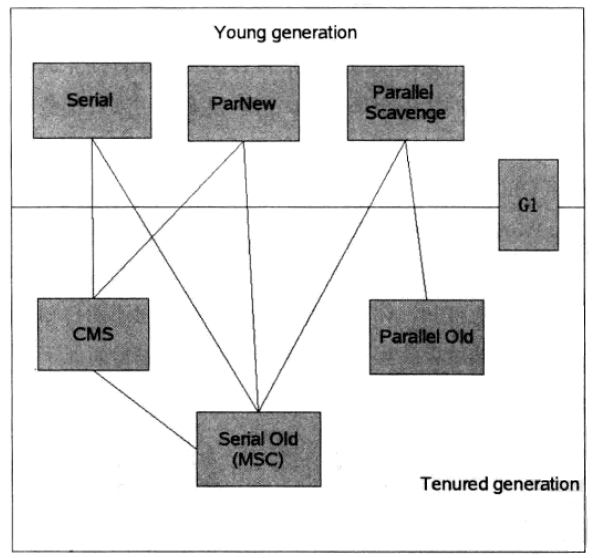 Young generation
Serial
ParNew
Parallel
Scavenge
G1
CMS
Parallel Old
Serial Old
(MSC)
Tenured generation